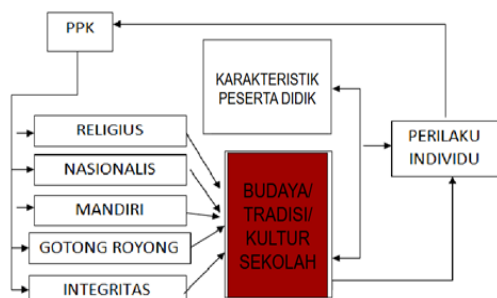 PPK
KARAKTERISTIK
PESERTA DIDIK
RELIGIUS
NASIONALIS
MANDIRI
GOTONG ROYONG
INTEGRITAS
BUDAYA/
TRADISI/
KULTUR
SEKOLAH
PERILAKU
INDIVIDU